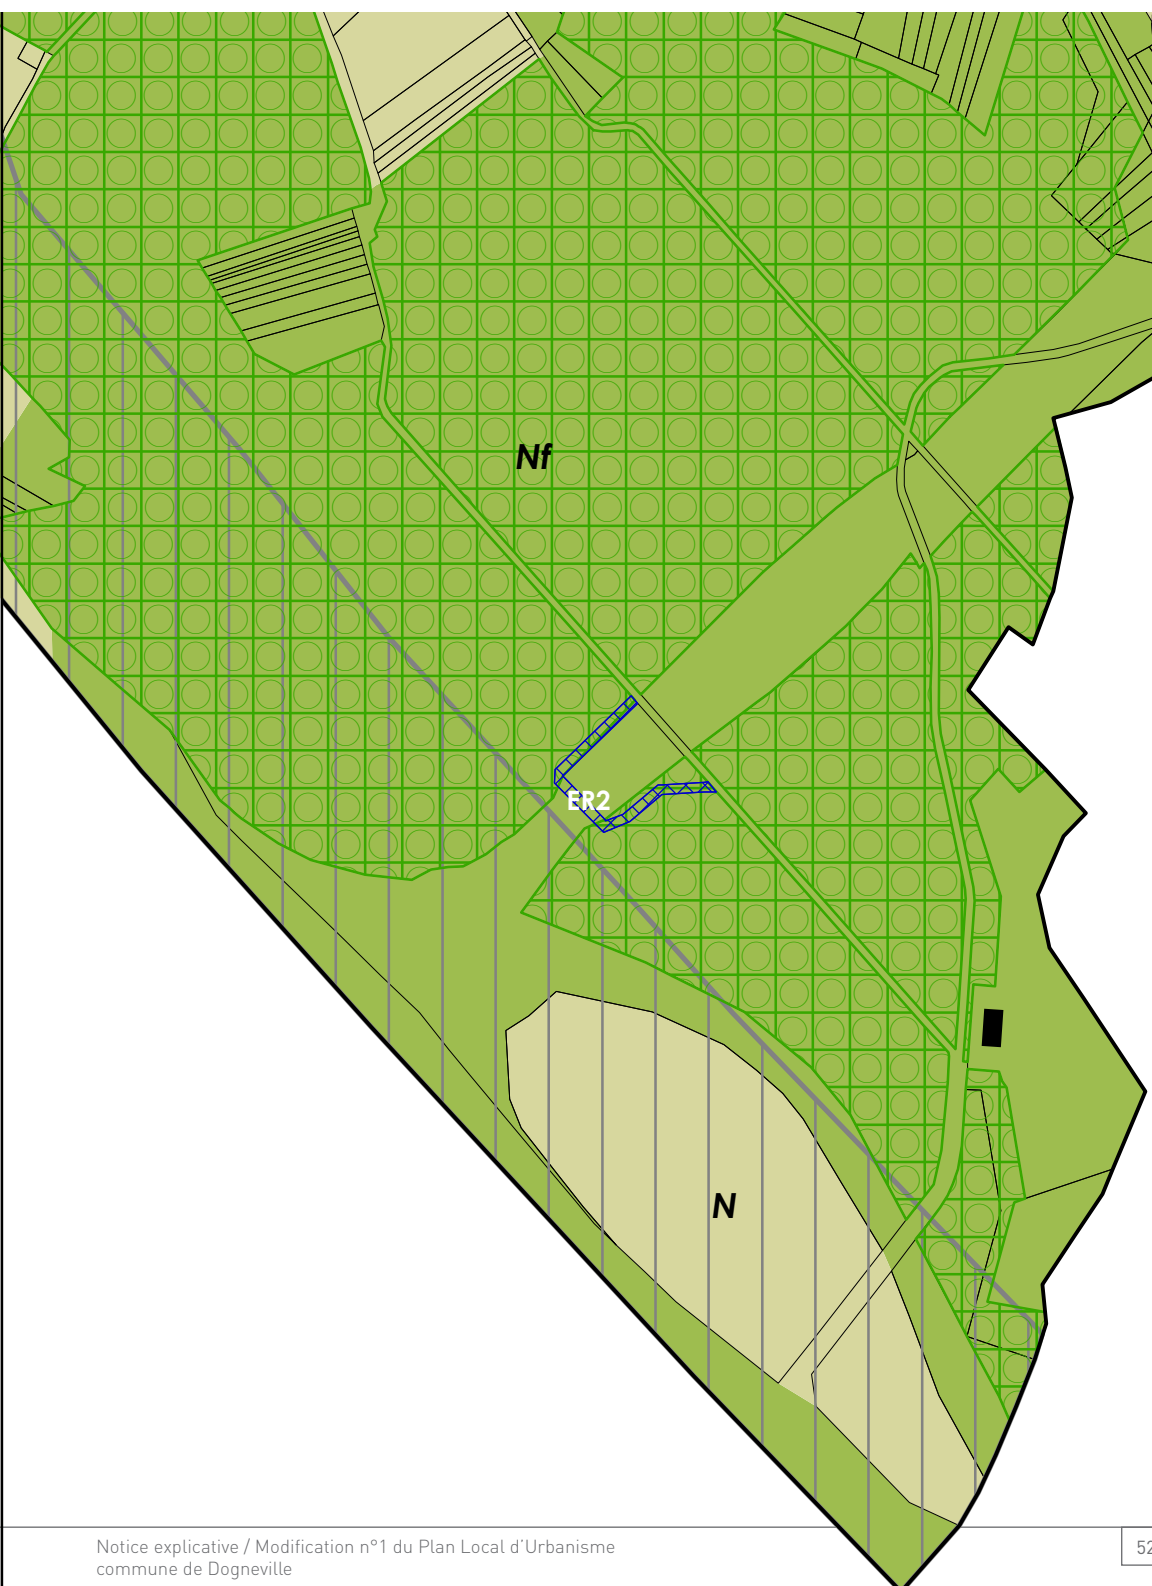 Nf
ER2
N
Notice explicative / Modification n°1 du Plan Local d'Urbanisme
commune de Dogneville
52